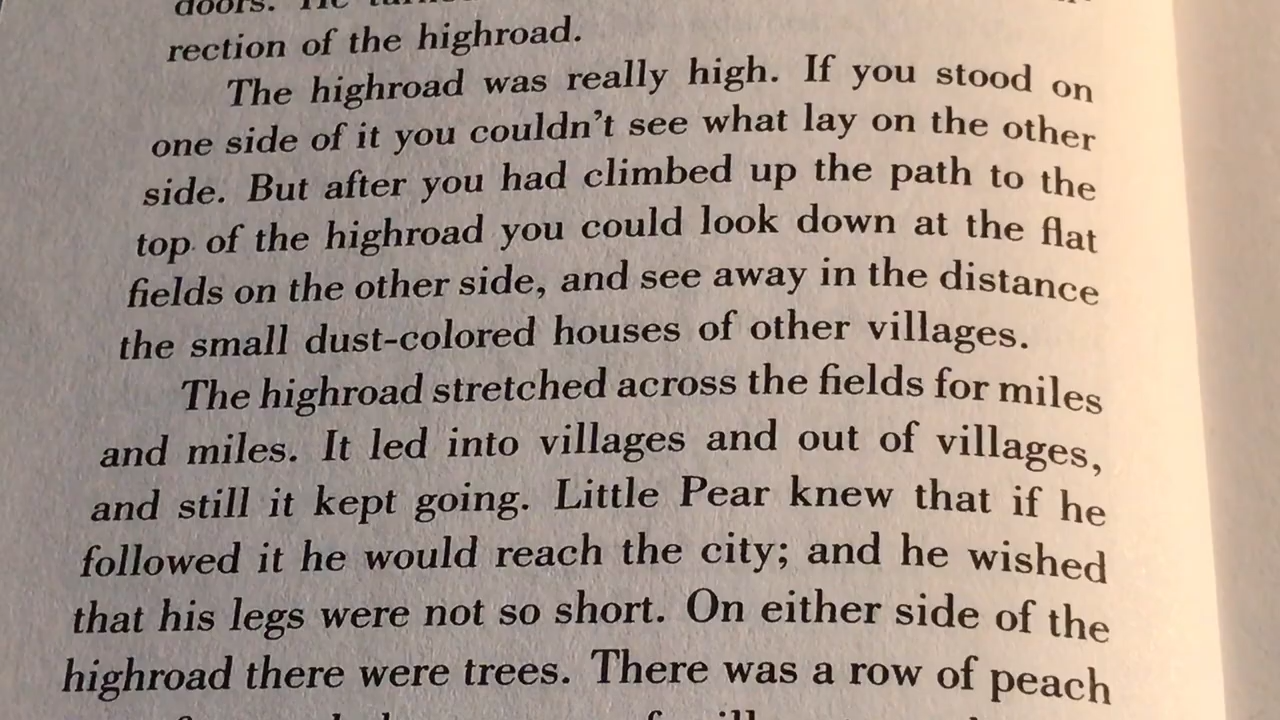 doors. He
rection of the highroad.
The highroad was really high. If you stood on
one side of it you couldn't see what lay on the other
side. But after you had climbed up the path to the
top of the highroad you could look down at the flat
fields on the other side, and see away in the distance
the small dust-colored houses of other villages.
The highroad stretched across the fields for miles
and miles. It led into villages and out of villages,
and still it kept going. Little Pear knew that if he
followed it he would reach the city; and he wished
that his legs were not so short. On either side of the
highroad there were trees. There was a row of peach